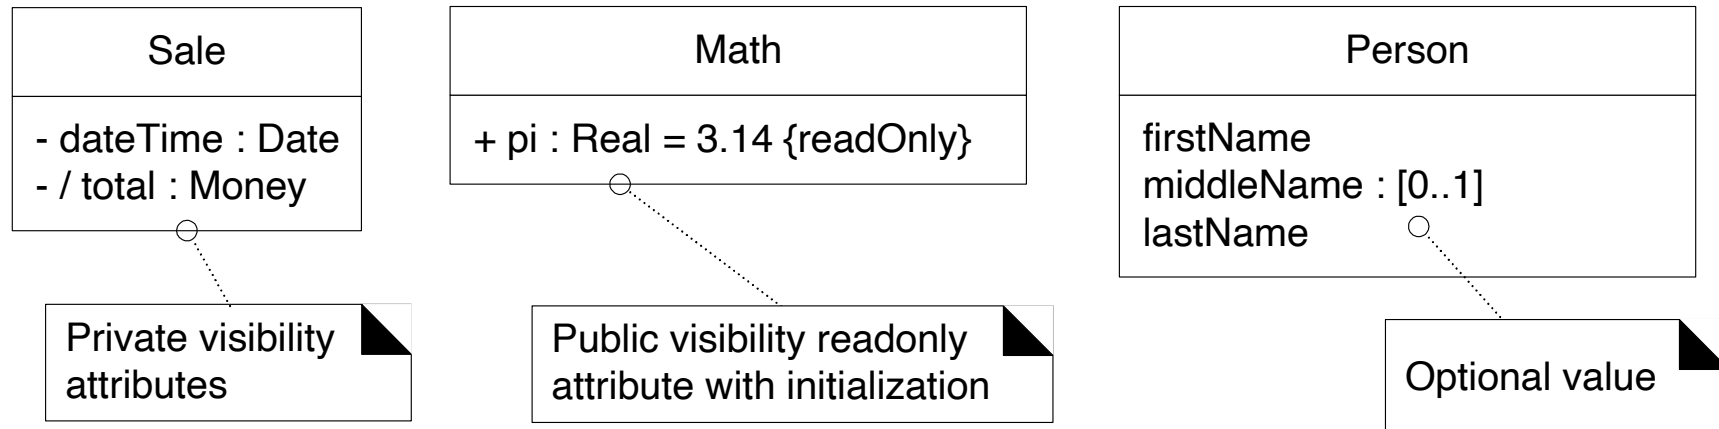 Sale
- dateTime : Date
- / total : Money
Private visibility
attributes
Math
+ pi : Real = 3.14 {readOnly}
Public visibility readonly
attribute with initialization
Person
firstName
middleName : [0..1]
lastName
Optional value